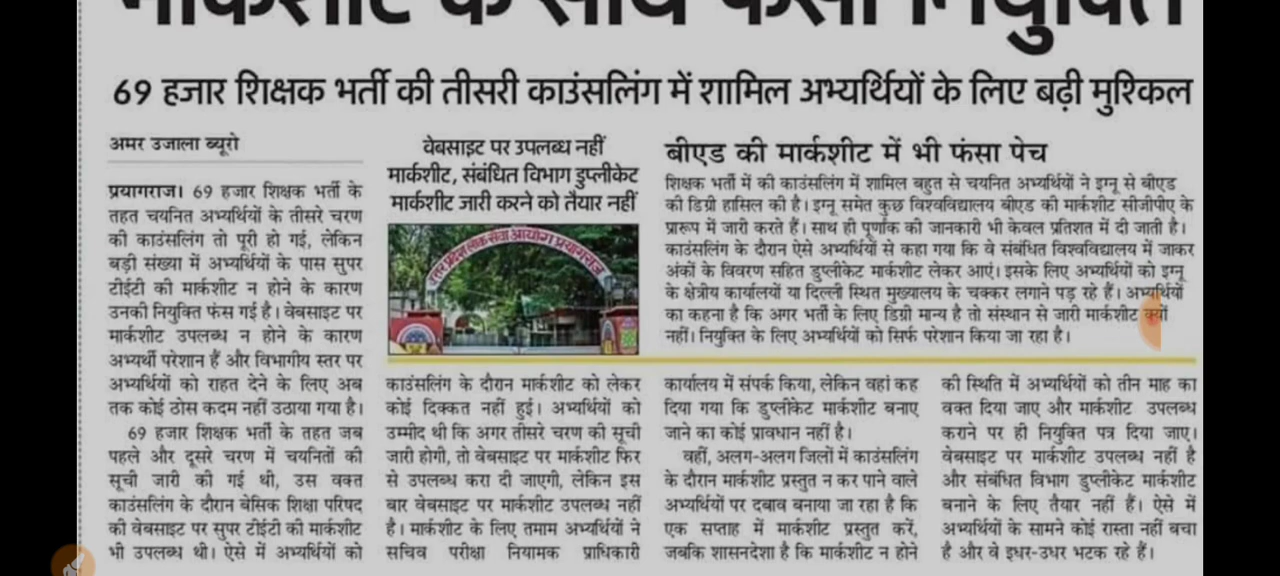 मार्कशीट के साथ फंसी नियुक्ति
69 हजार शिक्षक भर्ती की तीसरी काउंसलिंग में शामिल अभ्यर्थियों के लिए बढ़ी मुश्किल
अमर उजाला ब्यूरो
प्रयागराज। 69 हजार शिक्षक भर्ती के
तहत चयनित अभ्यर्थियों के तीसरे चरण
की काउंसलिंग तो पूरी हो गई, लेकिन
बड़ी संख्या में अभ्यर्थियों के पास सुपर
टीईटी की मार्कशीट न होने के कारण
उनकी नियुक्ति फंस गई है। वेबसाइट पर
मार्कशीट उपलब्ध न होने के कारण
अभ्यर्थी परेशान हैं और विभागीय स्तर पर
अभ्यर्थियों को राहत देने के लिए अब
तक कोई ठोस कदम नहीं उठाया गया है।
69 हजार शिक्षक भर्ती के तहत जब
पहले और दूसरे चरण में चयनितों की
सूची जारी की गई थी, उस वक्त
काउंसलिंग के दौरान बेसिक शिक्षा परिषद
की वेबसाइट पर सुपर टीईटी की मार्कशीट
भी उपलब्ध थी। ऐसे में अभ्यर्थियों को
वेबसाइट पर उपलब्ध नहीं
मार्कशीट, संबंधित विभाग डुप्लीकेट
मार्कशीट जारी करने को तैयार नहीं
उत्तर प्रदेश लोक सेवा आयोग प्रयागराज
काउंसलिंग के दौरान मार्कशीट को लेकर
कोई दिक्कत नहीं हुई। अभ्यर्थियों को
उम्मीद थी कि अगर तीसरे चरण की सूची
जारी होगी, तो वेबसाइट पर मार्कशीट फिर
से उपलब्ध करा दी जाएगी, लेकिन इस
बार वेबसाइट पर मार्कशीट उपलब्ध नहीं
है। मार्कशीट के लिए तमाम अभ्यर्थियों ने
सचिव परीक्षा नियामक प्राधिकारी
बीएड की मार्कशीट में भी फंसा पेच
शिक्षक भर्ती में की काउंसलिंग में शामिल बहुत से चयनित अभ्यर्थियों ने इग्नू से बीएड
की डिग्री हासिल की है। इग्नू समेत कुछ विश्वविद्यालय बीएड की मार्कशीट सीजीपीए के
प्रारूप में जारी करते हैं। साथ ही पूर्णांक की जानकारी भी केवल प्रतिशत में दी जाती है।
काउंसलिंग के दौरान ऐसे अभ्यर्थियों से कहा गया कि वे संबंधित विश्वविद्यालय में जाकर
अंकों के विवरण सहित डुप्लीकेट मार्कशीट लेकर आएं। इसके लिए अभ्यर्थियों को इग्नू
के क्षेत्रीय कार्यालयों या दिल्ली स्थित मुख्यालय के चक्कर लगाने पड़ रहे हैं। अभ्यर्थियों
का कहना है कि अगर भर्ती के लिए डिग्री मान्य है तो संस्थान से जारी मार्कशीट क्यों
नहीं। नियुक्ति के लिए अभ्यर्थियों को सिर्फ परेशान किया जा रहा है।
कार्यालय में संपर्क किया, लेकिन वहां कह
दिया गया कि डुप्लीकेट मार्कशीट बनाए
जाने का कोई प्रावधान नहीं है।
वहीं, अलग-अलग जिलों में काउंसलिंग
के दौरान मार्कशीट प्रस्तुत न कर पाने वाले
अभ्यर्थियों पर दबाव बनाया जा रहा है कि
एक सप्ताह में मार्कशीट प्रस्तुत करें,
जबकि शासनदेश है कि मार्कशीट न होने
की स्थिति में अभ्यर्थियों को तीन माह का
वक्त दिया जाए और मार्कशीट उपलब्ध
कराने पर ही नियुक्ति पत्र दिया जाए।
वेबसाइट पर मार्कशीट उपलब्ध नहीं है
और संबंधित विभाग डुप्लीकेट मार्कशीट
बनाने के लिए तैयार नहीं हैं। ऐसे में
अभ्यर्थियों के सामने कोई रास्ता नहीं बचा
है और वे इधर-उधर भटक रहे हैं।